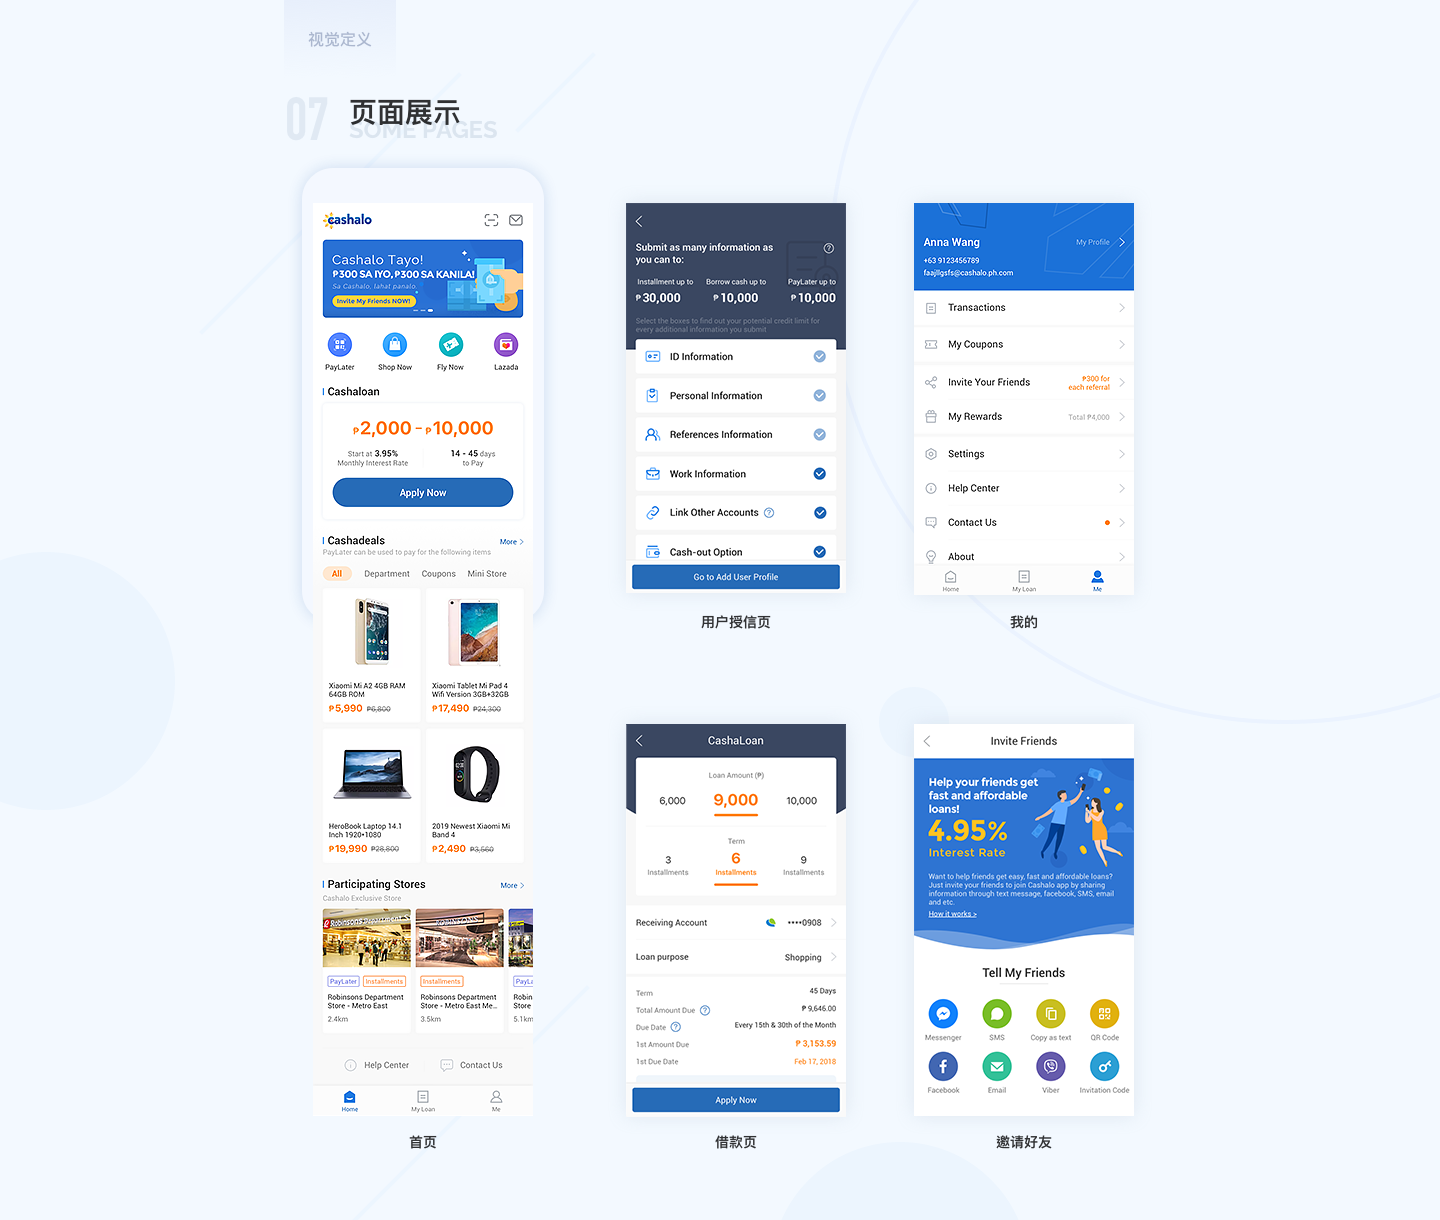 视觉定义
07
页面展示
SOME PAGES
cashalo
Cashalo Tayo!
₱300 SA IYO, ₱300 SA KANILA!
Sa Cashalo, lahat panalo.
Invite My Friends NOW!
PayLater
Shop Now
Fly Now
Lazada
Cashaloan
₱2,000 - ₱10,000
Start at 3.95%
Monthly Interest Rate
14 - 45 days
to Pay
Apply Now
Cashadeals
More
PayLater can be used to pay for the following items
All
Department
Coupons
Mini Store
Xiaomi Mi A2 4GB RAM
64GB ROM
₱5,990 ₱6,800
Xiaomi Tablet Mi Pad 4
Wifi Version 3GB+32GB
₱17,490 ₱24,300
HeroBook Laptop 14.1
Inch 1920*1080
₱19,990 ₱28,800
2019 Newest Xiaomi Mi
Band 4
₱2,490 ₱3,560
Participating Stores
More
Cashalo Exclusive Store
PayLater
Installments
Robinsons Department
Store - Metro East
2.4km
Installments
Robinsons Department
Store - Metro East Me...
3.5km
PayLa
Robin
Store
5.1km
Help Center
Contact Us
Home
My Loan
Me
首页
Submit as many information as
you can to:
Installment up to
₱30,000
Borrow cash up to
₱10,000
PayLater up to
₱10,000
Select the boxes to find out your potential credit limit for
every additional information you submit
ID Information
Personal Information
References Information
Work Information
Link Other Accounts
Cash-out Option
Go to Add User Profile
用户授信页
Anna Wang
My Profile
+63 9123456789
faajllgsfs@cashalo.ph.com
Transactions
My Coupons
Invite Your Friends
₱300 for
each referral
My Rewards
Total ₱4,000
Settings
Help Center
Contact Us
About
Home
My Loan
Me
我的
CashaLoan
Loan Amount (₱)
6,000
9,000
10,000
Term
3
Installments
6
Installments
9
Installments
Receiving Account
••••0908
Loan purpose
Shopping
Term
45 Days
Total Amount Due
₱ 9,646.00
Due Date
Every 15th & 30th of the Month
1st Amount Due
₱ 3,153.59
1st Due Date
Feb 17, 2018
Apply Now
借款页
Invite Friends
Help your friends get
fast and affordable
loans!
4.95%
Interest Rate
Want to help friends get easy, fast and affordable loans?
Just invite your friends to join Cashalo app by sharing
information through text message, facebook, SMS, email
and etc.
How it works >
Tell My Friends
Messenger
SMS
Copy as text
QR Code
Facebook
Email
Viber
Invitation Code
邀请好友